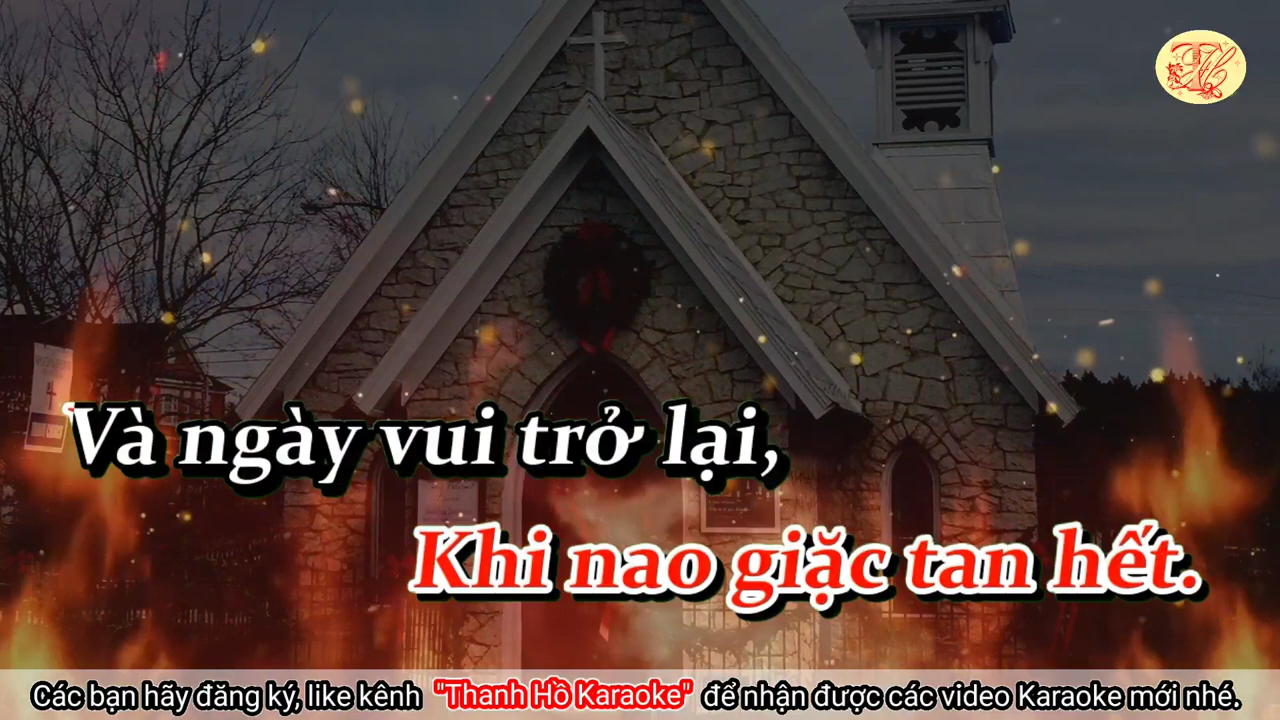 Và ngày vui trở lại,
Khi nao giặc tan hết.
Các bạn hãy đăng ký, like kênh "Thanh Hồ Karaoke" để nhận được các video Karaoke mới nhé.